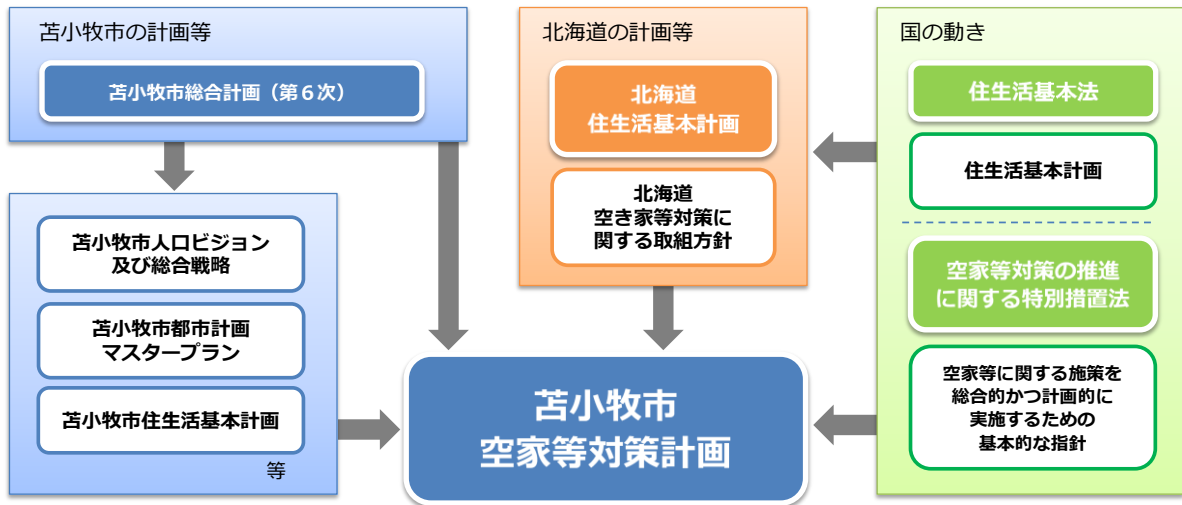 苫小牧市の計画等
苫小牧市総合計画（第６次）
苫小牧市人口ビジョン
及び総合戦略
苫小牧市都市計画
マスタープラン
苫小牧市住生活基本計画
等
北海道の計画等
北海道
住生活基本計画
北海道
空き家等対策に
関する取組方針
国の動き
住生活基本法
住生活基本計画
空家等対策の推進
に関する特別措置法
空家等に関する施策を
総合的かつ計画的に
実施するための
基本的な指針
苫小牧市
空家等対策計画